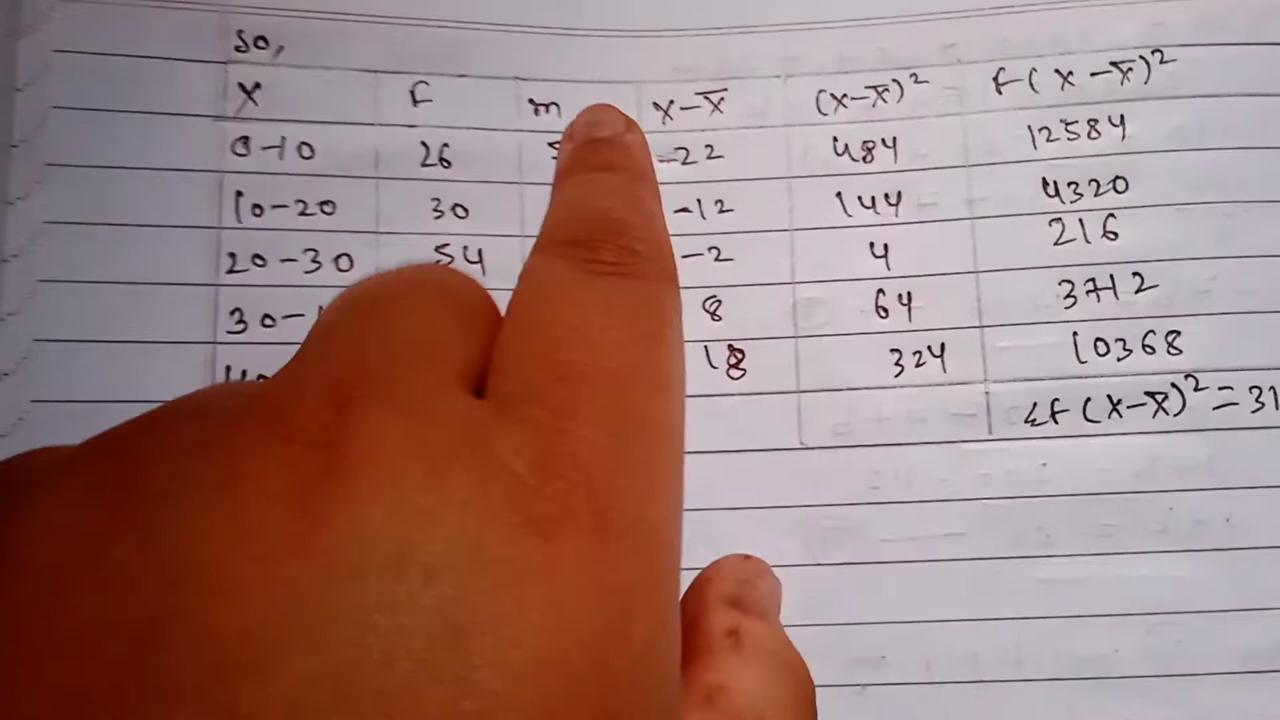 So,
X F m X-X̅ (X-X̅)² F(X-X̅)²
0-10 26 -22 484 12584
10-20 30 -12 144 4320
20-30 54 -2 4 216
30- 8 64 3712
18 324 10368
ΣF(X-X̅)²=31